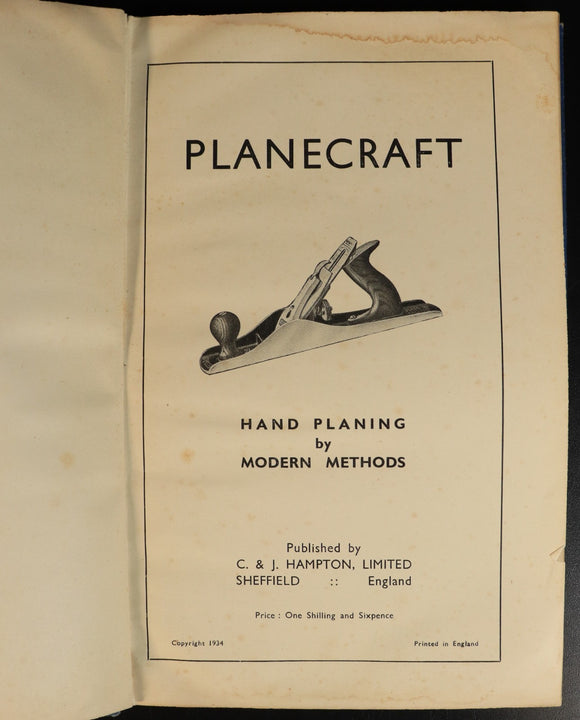 PLANECRAFT
HAND PLANING
by
MODERN METHODS
Published by
C. & J. HAMPTON, LIMITED
SHEFFIELD :: England
Price : One Shilling and Sixpence
Copyright 1934 Printed in England